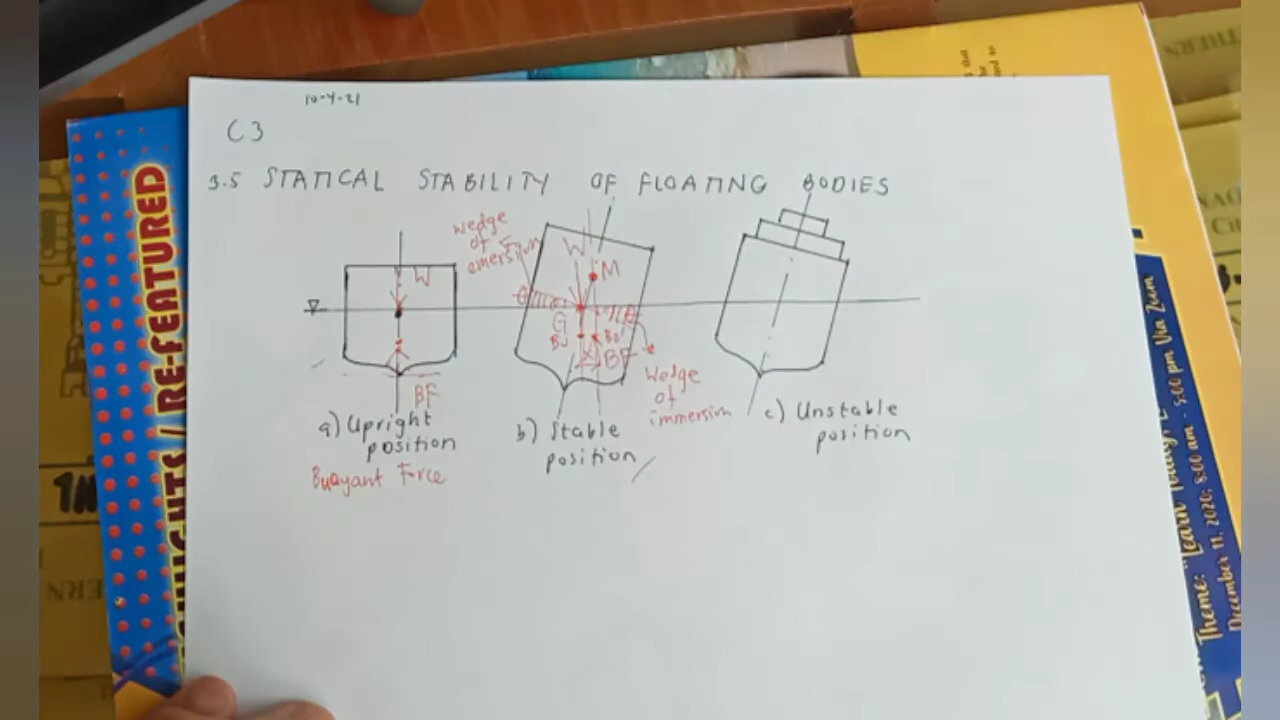 10-4-21
C3
3.5 STATICAL STABILITY OF FLOATING BODIES
wedge
of
emersion
W
W
M
θ
θ
G
B
Bo'
BF
BF
Wedge
of
immersion
a) Upright
position
b) Stable
position
c) Unstable
position
Buoyant Force
RE-FEATURED
Theme: "Learn Today,
December 11, 2020; 8:00 am - 5:00 pm Via Zoom